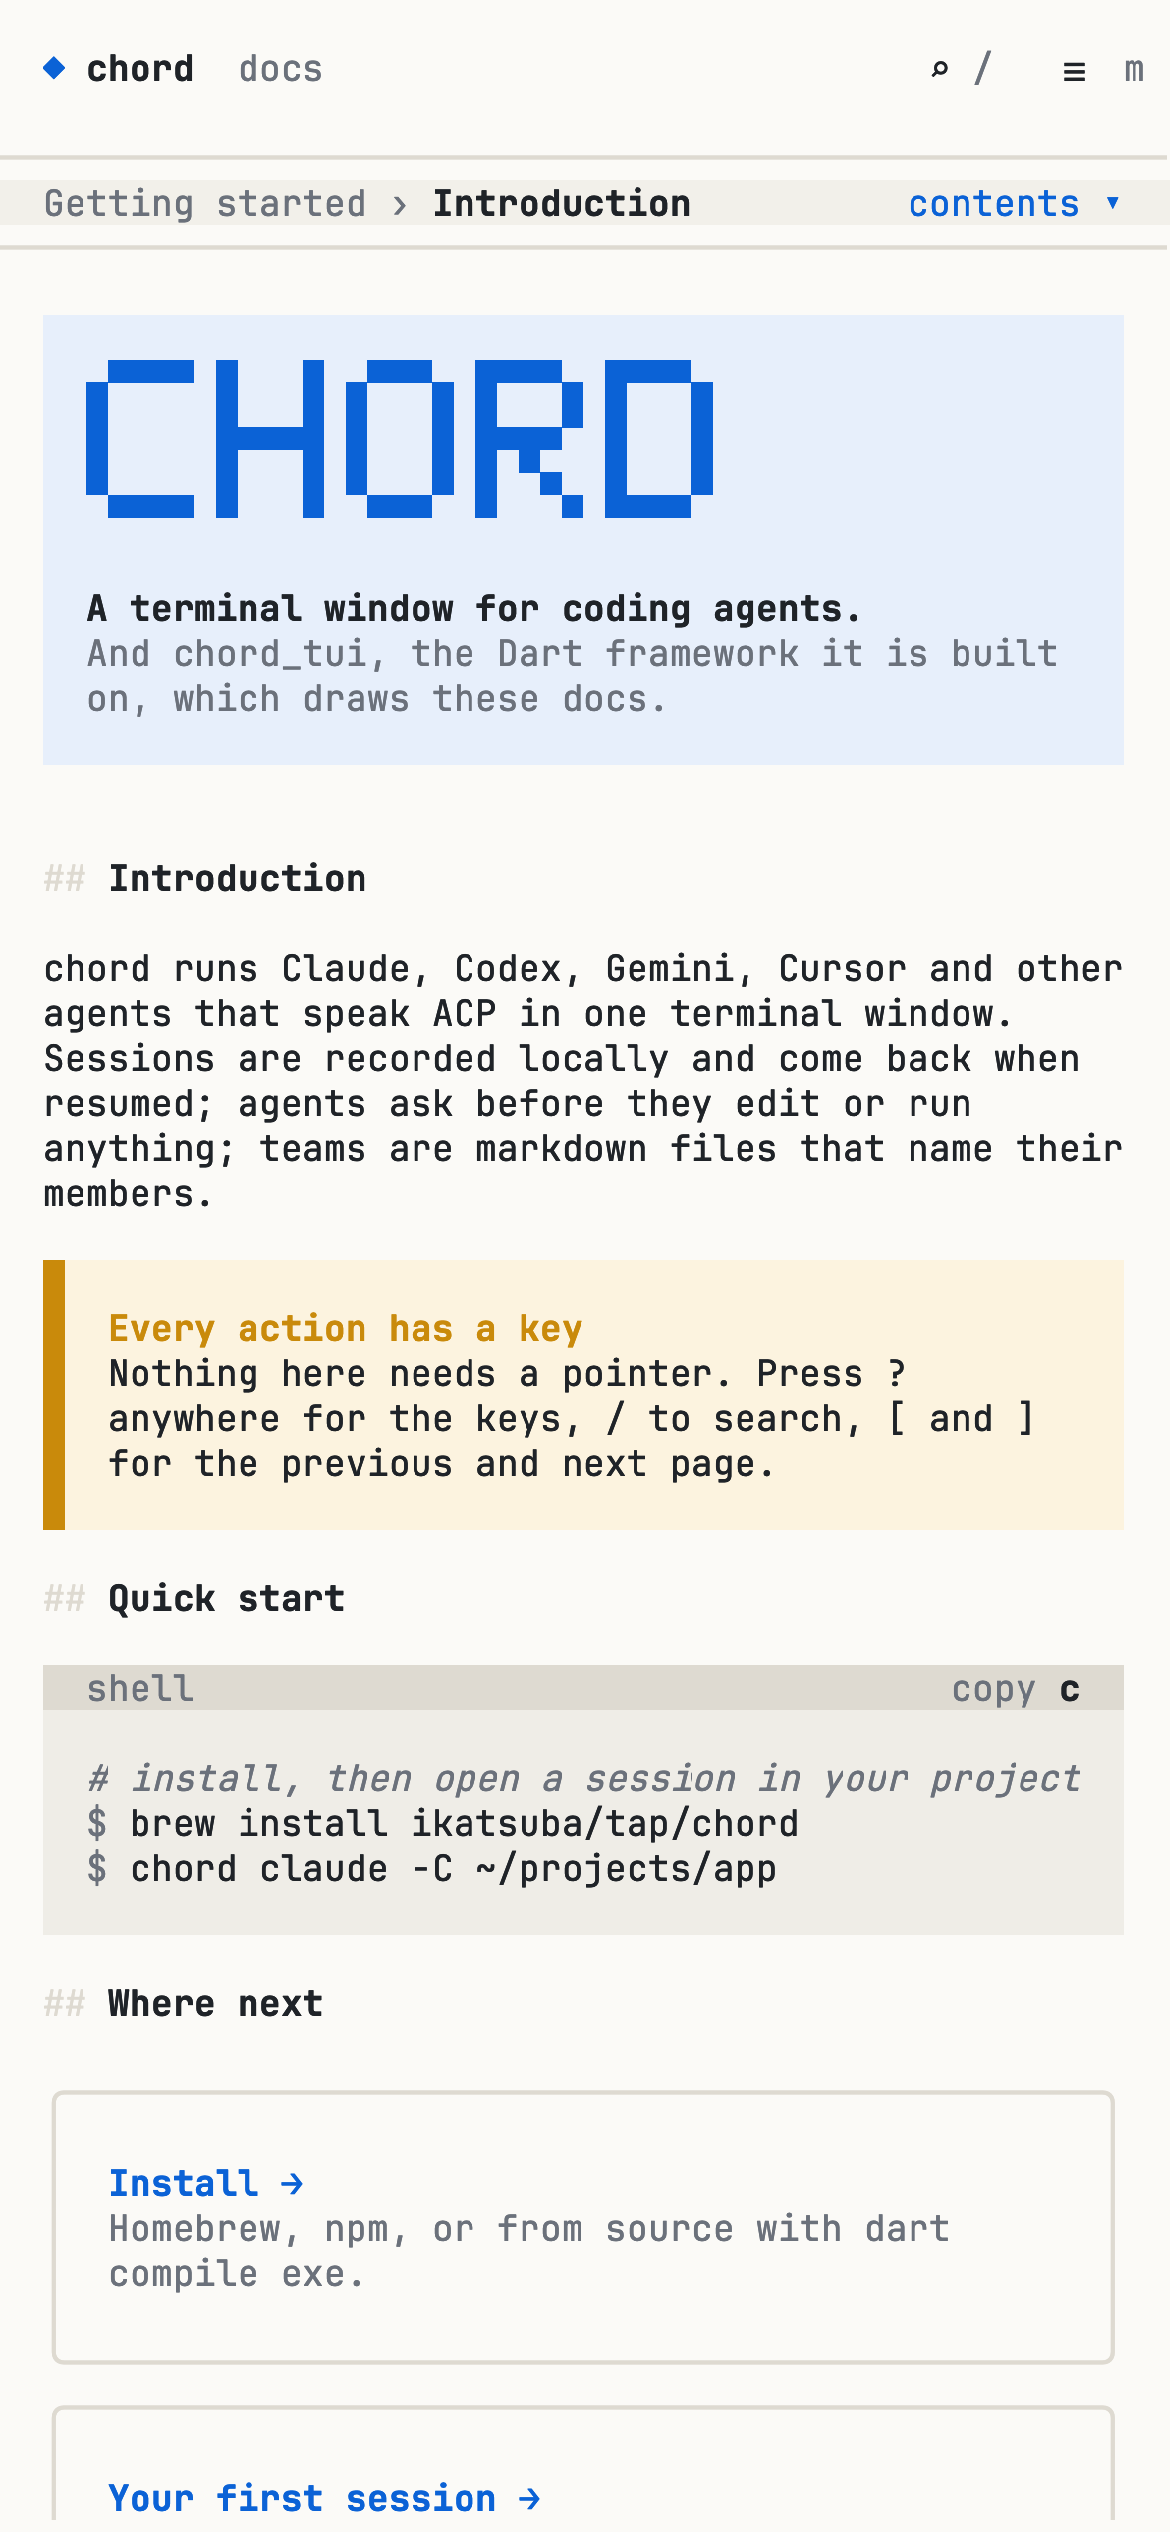 ◆ chord docs ⌕ / ≡ m
Getting started › Introduction contents ▾
CHORD
A terminal window for coding agents.
And chord_tui, the Dart framework it is built
on, which draws these docs.
## Introduction
chord runs Claude, Codex, Gemini, Cursor and other
agents that speak ACP in one terminal window.
Sessions are recorded locally and come back when
resumed; agents ask before they edit or run
anything; teams are markdown files that name their
members.
Every action has a key
Nothing here needs a pointer. Press ?
anywhere for the keys, / to search, [ and ]
for the previous and next page.
## Quick start
shell copy c
# install, then open a session in your project
$ brew install ikatsuba/tap/chord
$ chord claude -C ~/projects/app
## Where next
Install →
Homebrew, npm, or from source with dart
compile exe.
Your first session →